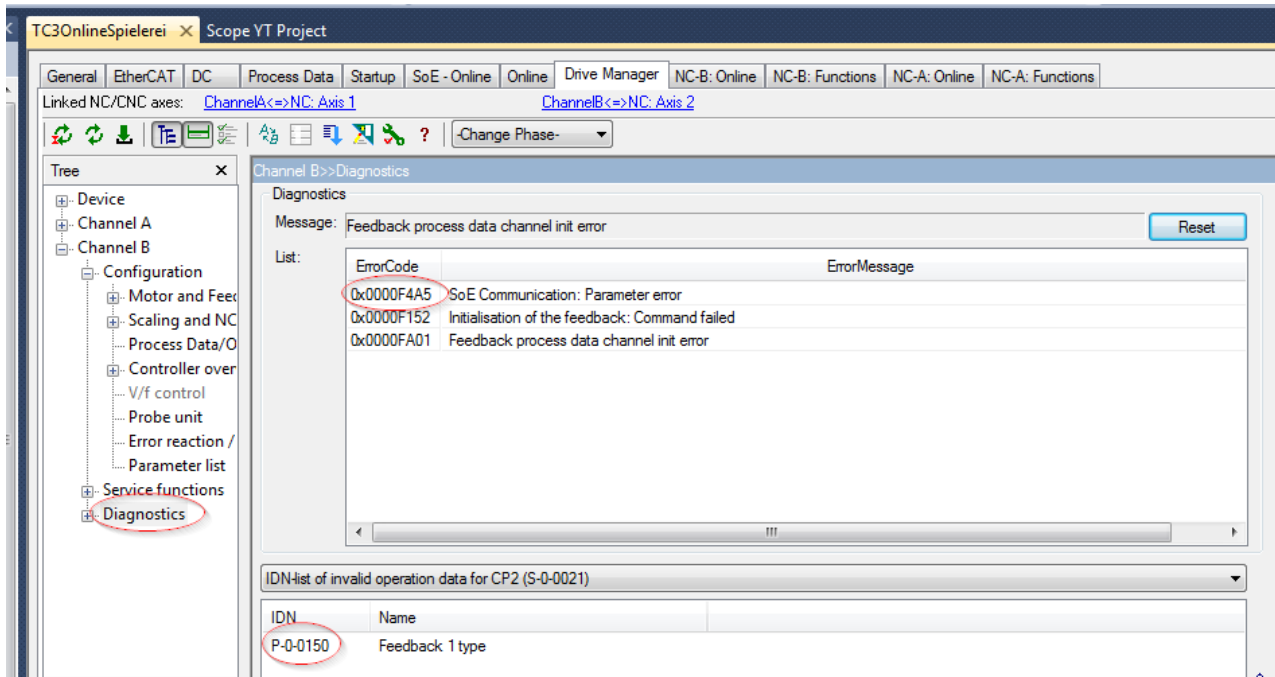 TC3OnlineSpielerei Scope YT Project
General EtherCAT DC Process Data Startup SoE - Online Online Drive Manager NC-B: Online NC-B: Functions NC-A: Online NC-A: Functions
Linked NC/CNC axes: ChannelA<=>NC: Axis 1 ChannelB<=>NC: Axis 2
? -Change Phase-
Tree x
Device
Channel A
Channel B
Configuration
Motor and Feed
Scaling and NC
Process Data/O
Controller over
V/f control
Probe unit
Error reaction /
Parameter list
Service functions
Diagnostics
Channel B>>Diagnostics
Diagnostics
Message: Feedback process data channel init error Reset
List:
ErrorCode ErrorMessage
0x0000F4A5 SoE Communication: Parameter error
0x0000F152 Initialisation of the feedback: Command failed
0x0000FA01 Feedback process data channel init error
IDN-list of invalid operation data for CP2 (S-0-0021)
IDN Name
P-0-0150 Feedback 1 type